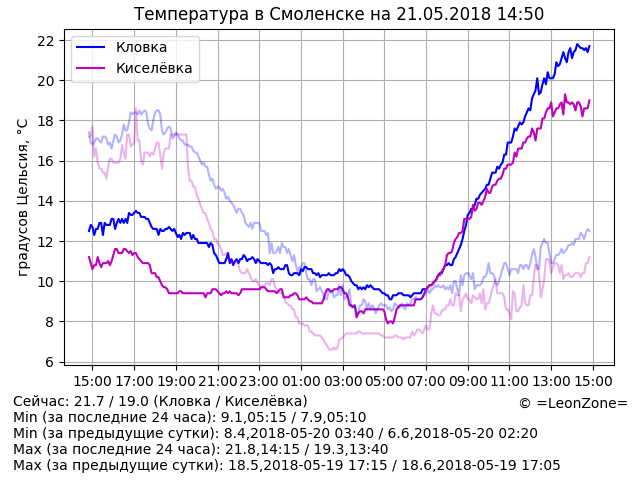 Температура в Смоленске на 21.05.2018 14:50
Кловка
Киселёвка
градусов Цельсия, °C
22
20
18
16
14
12
10
8
6
15:00 17:00 19:00 21:00 23:00 01:00 03:00 05:00 07:00 09:00 11:00 13:00 15:00
Сейчас: 21.7 / 19.0 (Кловка / Киселёвка)
© =LeonZone=
Min (за последние 24 часа): 9.1,05:15 / 7.9,05:10
Min (за предыдущие сутки): 8.4,2018-05-20 03:40 / 6.6,2018-05-20 02:20
Max (за последние 24 часа): 21.8,14:15 / 19.3,13:40
Max (за предыдущие сутки): 18.5,2018-05-19 17:15 / 18.6,2018-05-19 17:05